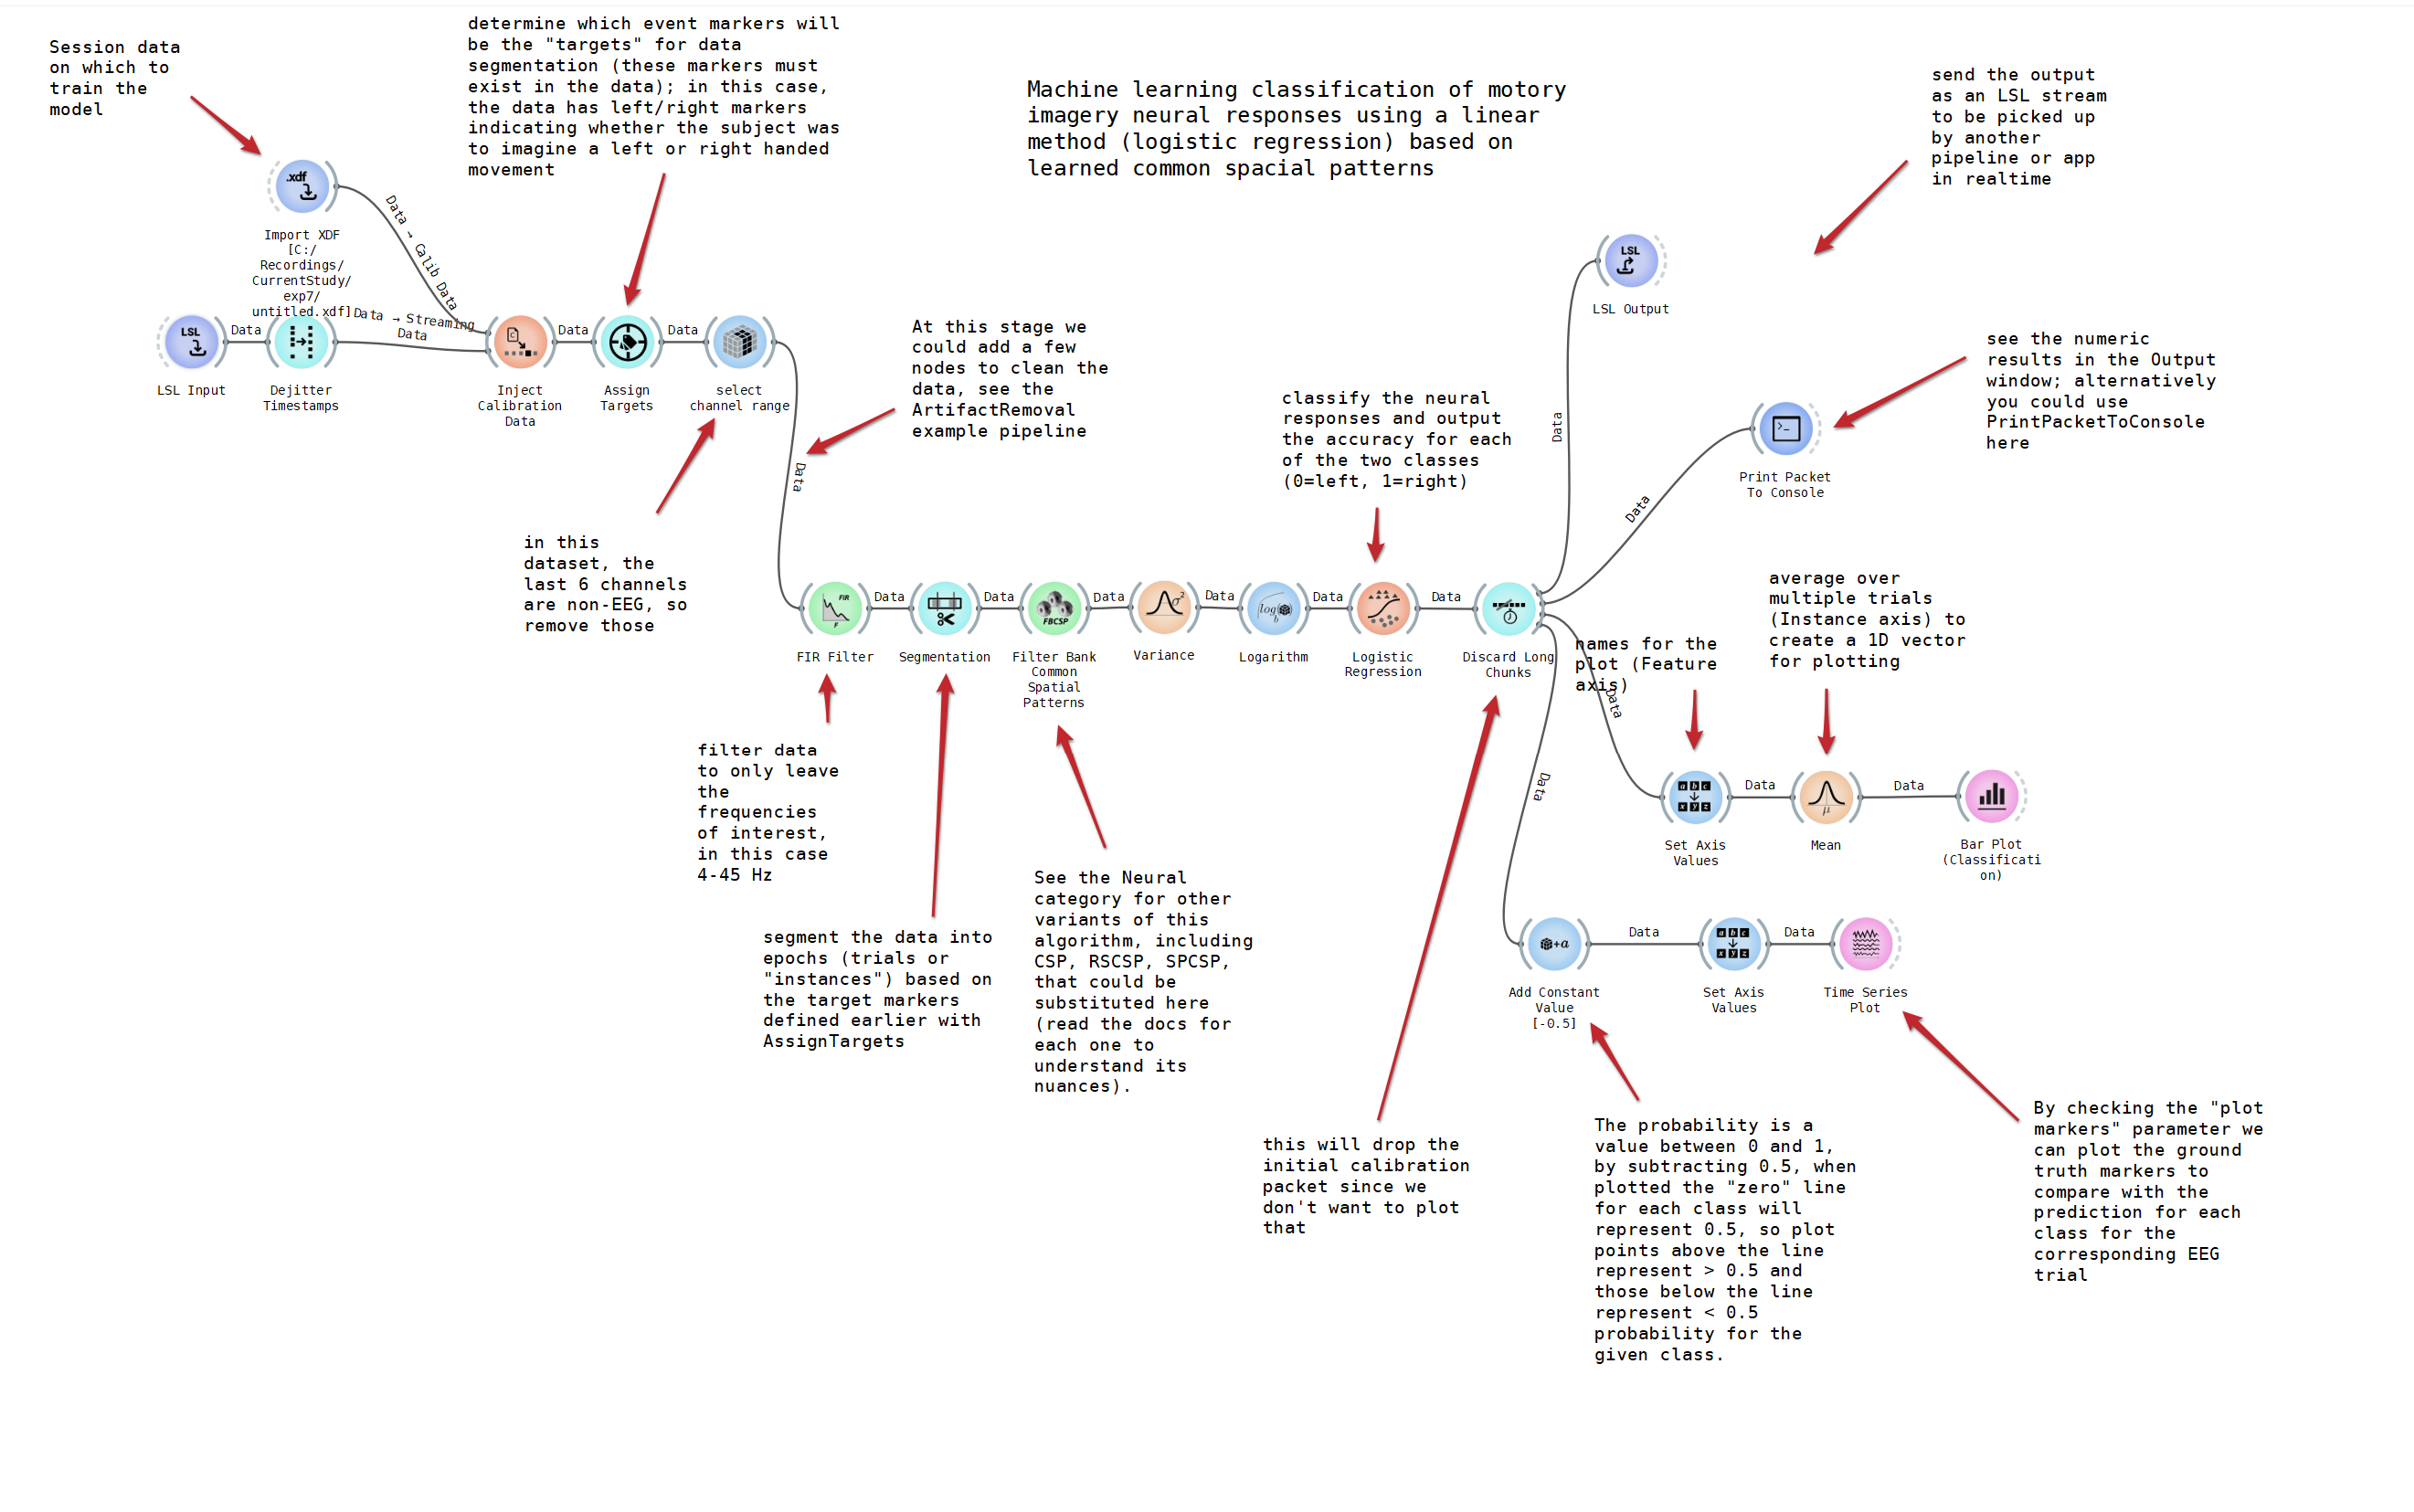 Session data
on which to
train the
model
determine which event markers will
be the "targets" for data
segmentation (these markers must
exist in the data); in this case,
the data has left/right markers
indicating whether the subject was
to imagine a left or right handed
movement
Machine learning classification of motory
imagery neural responses using a linear
method (logistic regression) based on
learned common spacial patterns
send the output
as an LSL stream
to be picked up
by another
pipeline or app
in realtime
.xdf
Import XDF
[C:/
Recordings/
CurrentStudy/
exp7/
untitled.xdf]
Data → Calib Data
LSL
LSL Input
Data
Dejitter
Timestamps
Data → Streaming
Data
C
Inject
Calibration
Data
Data
Assign
Targets
Data
select
channel range
Data
At this stage we
could add a few
nodes to clean the
data, see the
ArtifactRemoval
example pipeline
in this
dataset, the
last 6 channels
are non-EEG, so
remove those
classify the neural
responses and output
the accuracy for each
of the two classes
(0=left, 1=right)
LSL
LSL Output
Data
see the numeric
results in the Output
window; alternatively
you could use
PrintPacketToConsole
here
>_
Print Packet
To Console
Data
FIR
F
FIR Filter
Data
Segmentation
Data
FBCSP
Filter Bank
Common
Spatial
Patterns
Data
σ²
Variance
Data
log b
Logarithm
Data
Logistic
Regression
Data
Discard Long
Chunks
names for the
plot (Feature
axis)
Data
average over
multiple trials
(Instance axis) to
create a 1D vector
for plotting
a b c
x y z
Set Axis
Values
Data
μ
Mean
Data
Bar Plot
(Classificati
on)
Data
+a
Add Constant
Value
[-0.5]
Data
a b c
x y z
Set Axis
Values
Data
Time Series
Plot
filter data
to only leave
the
frequencies
of interest,
in this case
4-45 Hz
segment the data into
epochs (trials or
"instances") based on
the target markers
defined earlier with
AssignTargets
See the Neural
category for other
variants of this
algorithm, including
CSP, RSCSP, SPCSP,
that could be
substituted here
(read the docs for
each one to
understand its
nuances).
this will drop the
initial calibration
packet since we
don't want to plot
that
The probability is a
value between 0 and 1,
by subtracting 0.5, when
plotted the "zero" line
for each class will
represent 0.5, so plot
points above the line
represent > 0.5 and
those below the line
represent < 0.5
probability for the
given class.
By checking the "plot
markers" parameter we
can plot the ground
truth markers to
compare with the
prediction for each
class for the
corresponding EEG
trial